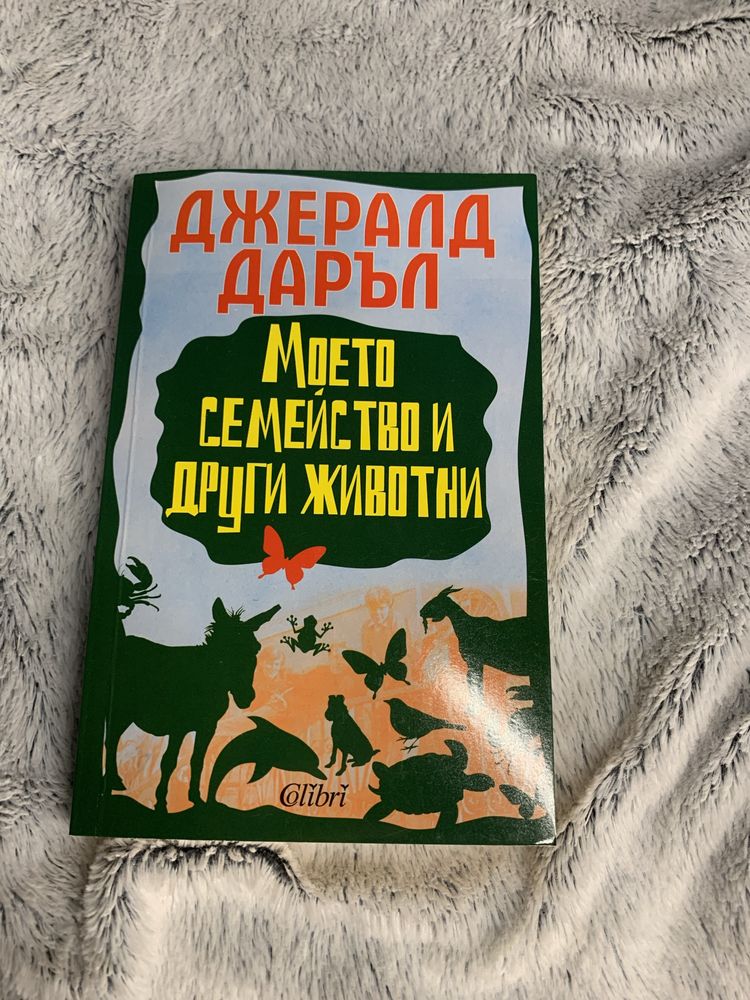 ДЖЕРАЛД
ДАРЪЛ
МОЕТО
СЕМЕЙСТВО И
ДРУГИ ЖИВОТНИ
Colibri